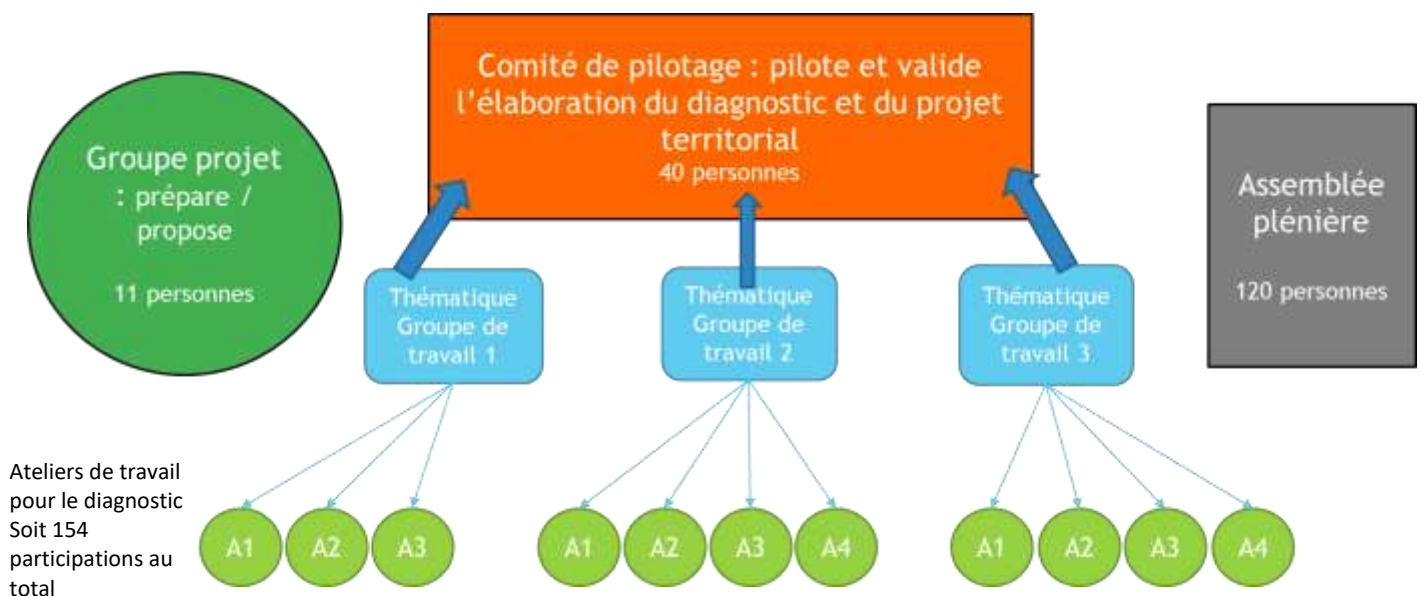 Comité de pilotage : pilote et valide
l'élaboration du diagnostic et du projet
territorial
40 personnes
Groupe projet
: prépare /
propose
11 personnes
Assemblée
plénière
120 personnes
Thématique
Groupe de
travail 1
Thématique
Groupe de
travail 2
Thématique
Groupe de
travail 3
Ateliers de travail
pour le diagnostic
Soit 154
participations au
total
A1 A2 A3
A1 A2 A3 A4
A1 A2 A3 A4